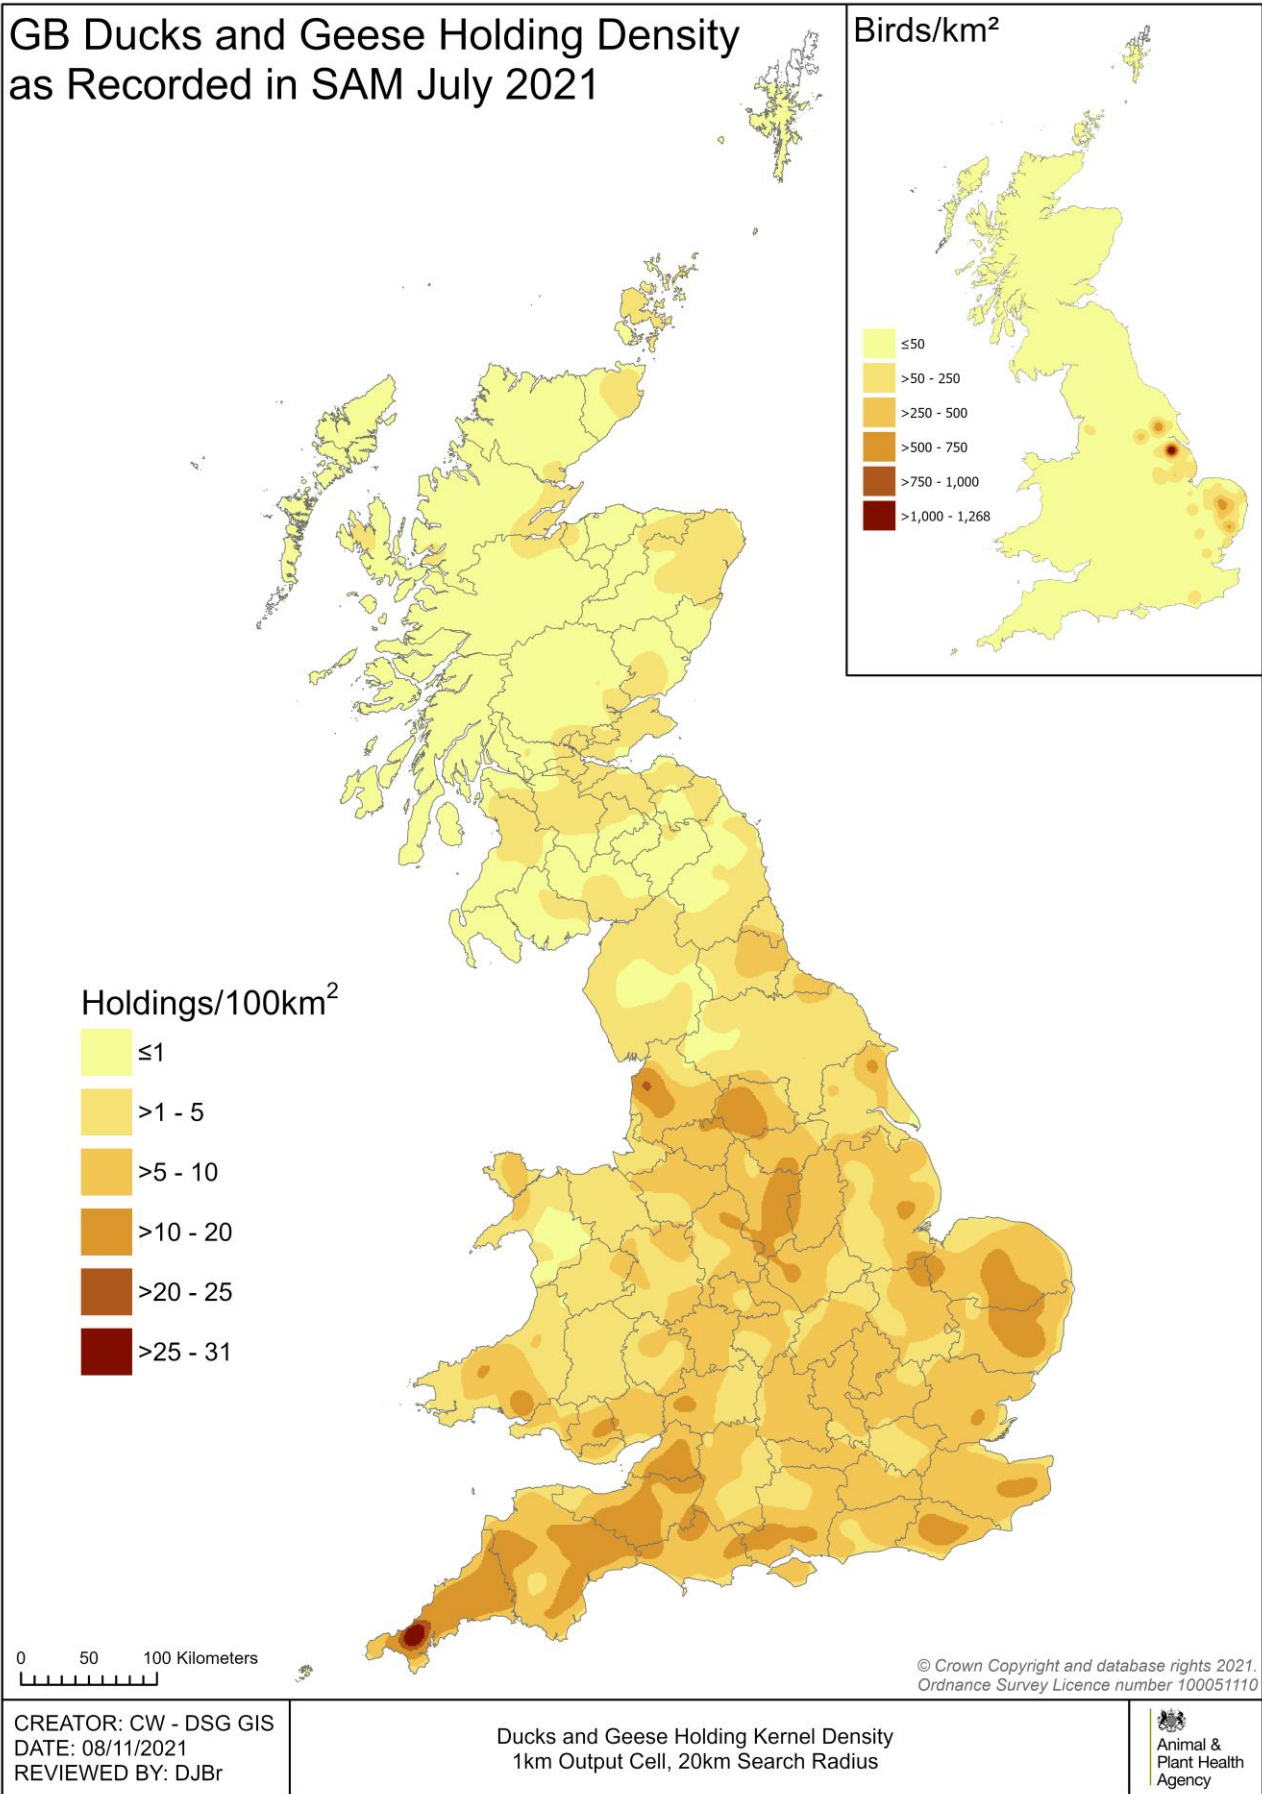 GB Ducks and Geese Holding Density
as Recorded in SAM July 2021
Birds/km²
≤50
>50 - 250
>250 - 500
>500 - 750
>750 - 1,000
>1,000 - 1,268
Holdings/100km²
≤1
>1 - 5
>5 - 10
>10 - 20
>20 - 25
>25 - 31
0 50 100 Kilometers
© Crown Copyright and database rights 2021.
Ordnance Survey Licence number 100051110
CREATOR: CW - DSG GIS
DATE: 08/11/2021
REVIEWED BY: DJBr
Ducks and Geese Holding Kernel Density
1km Output Cell, 20km Search Radius
Animal &
Plant Health
Agency